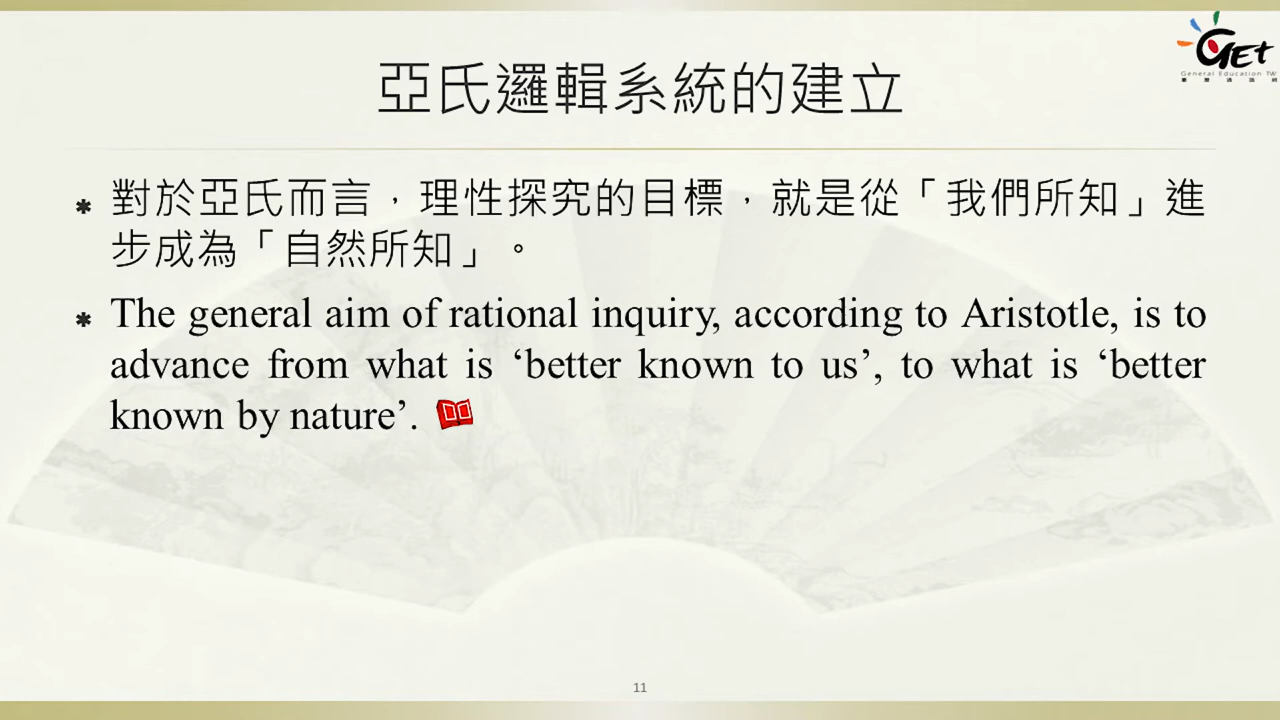 GET
General Education TW
亞氏邏輯系統的建立
對於亞氏而言，理性探究的目標，就是從「我們所知」進
步成為「自然所知」。
The general aim of rational inquiry, according to Aristotle, is to
advance from what is ‘better known to us’, to what is ‘better
known by nature’.
11